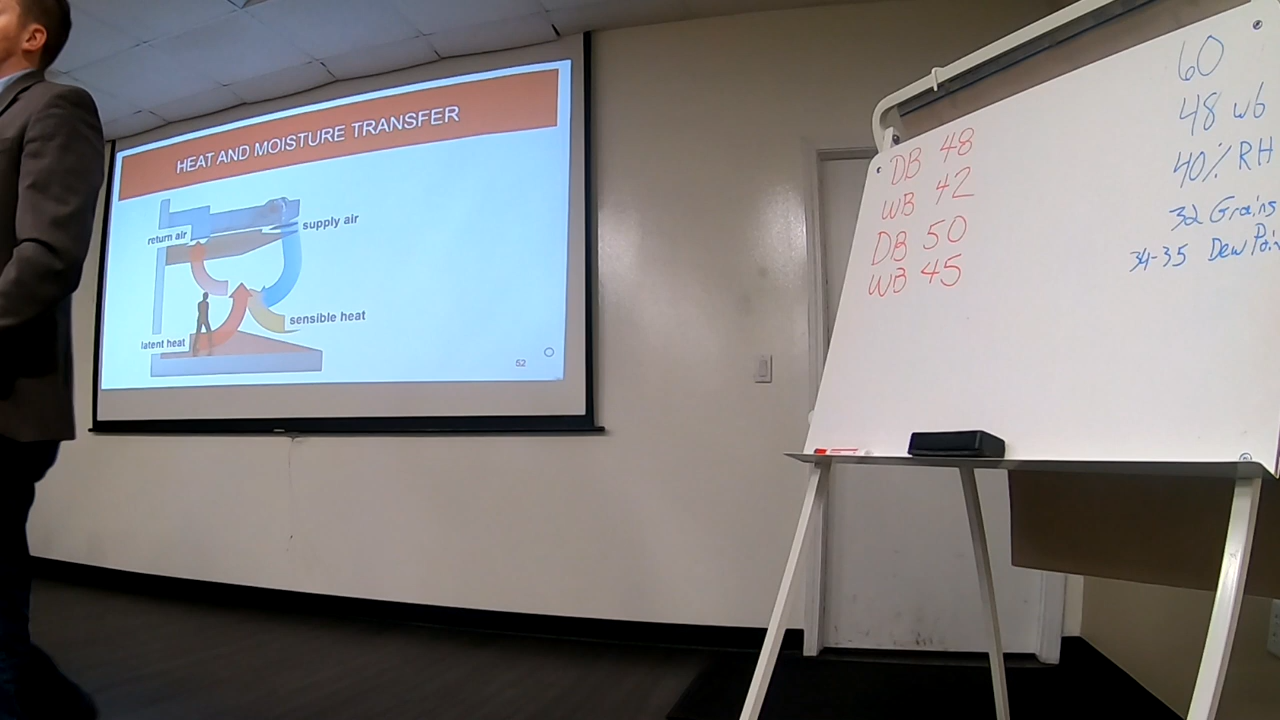 HEAT AND MOISTURE TRANSFER
return air
supply air
sensible heat
latent heat
52
DB 48
WB 42
DB 50
WB 45
60
48 wb
40% RH
32 Grains
34-35 Dew Poin